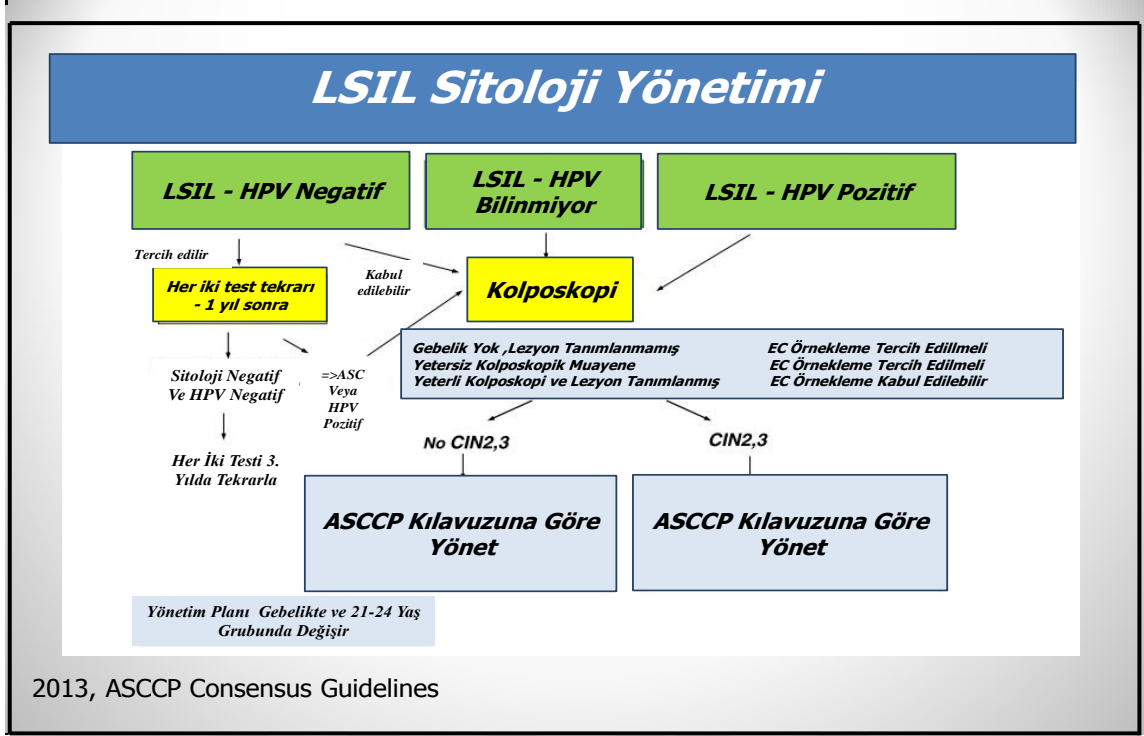 LSIL Sitoloji Yönetimi
LSIL - HPV Negatif
LSIL - HPV
Bilinmiyor
LSIL - HPV Pozitif
Tercih edilir
Kabul
edilebilir
Her iki test tekrarı
- 1 yıl sonra
Kolposkopi
Gebelik Yok ,Lezyon Tanımlanmamış EC Örnekleme Tercih Edillmeli
Yetersiz Kolposkopik Muayene EC Örnekleme Tercih Edilmeli
Yeterli Kolposkopi ve Lezyon Tanımlanmış EC Örnekleme Kabul Edilebilir
Sitoloji Negatif
Ve HPV Negatif
=>ASC
Veya
HPV
Pozitif
No CIN2,3
CIN2,3
Her İki Testi 3.
Yılda Tekrarla
ASCCP Kılavuzuna Göre
Yönet
ASCCP Kılavuzuna Göre
Yönet
Yönetim Planı Gebelikte ve 21-24 Yaş
Grubunda Değişir
2013, ASCCP Consensus Guidelines